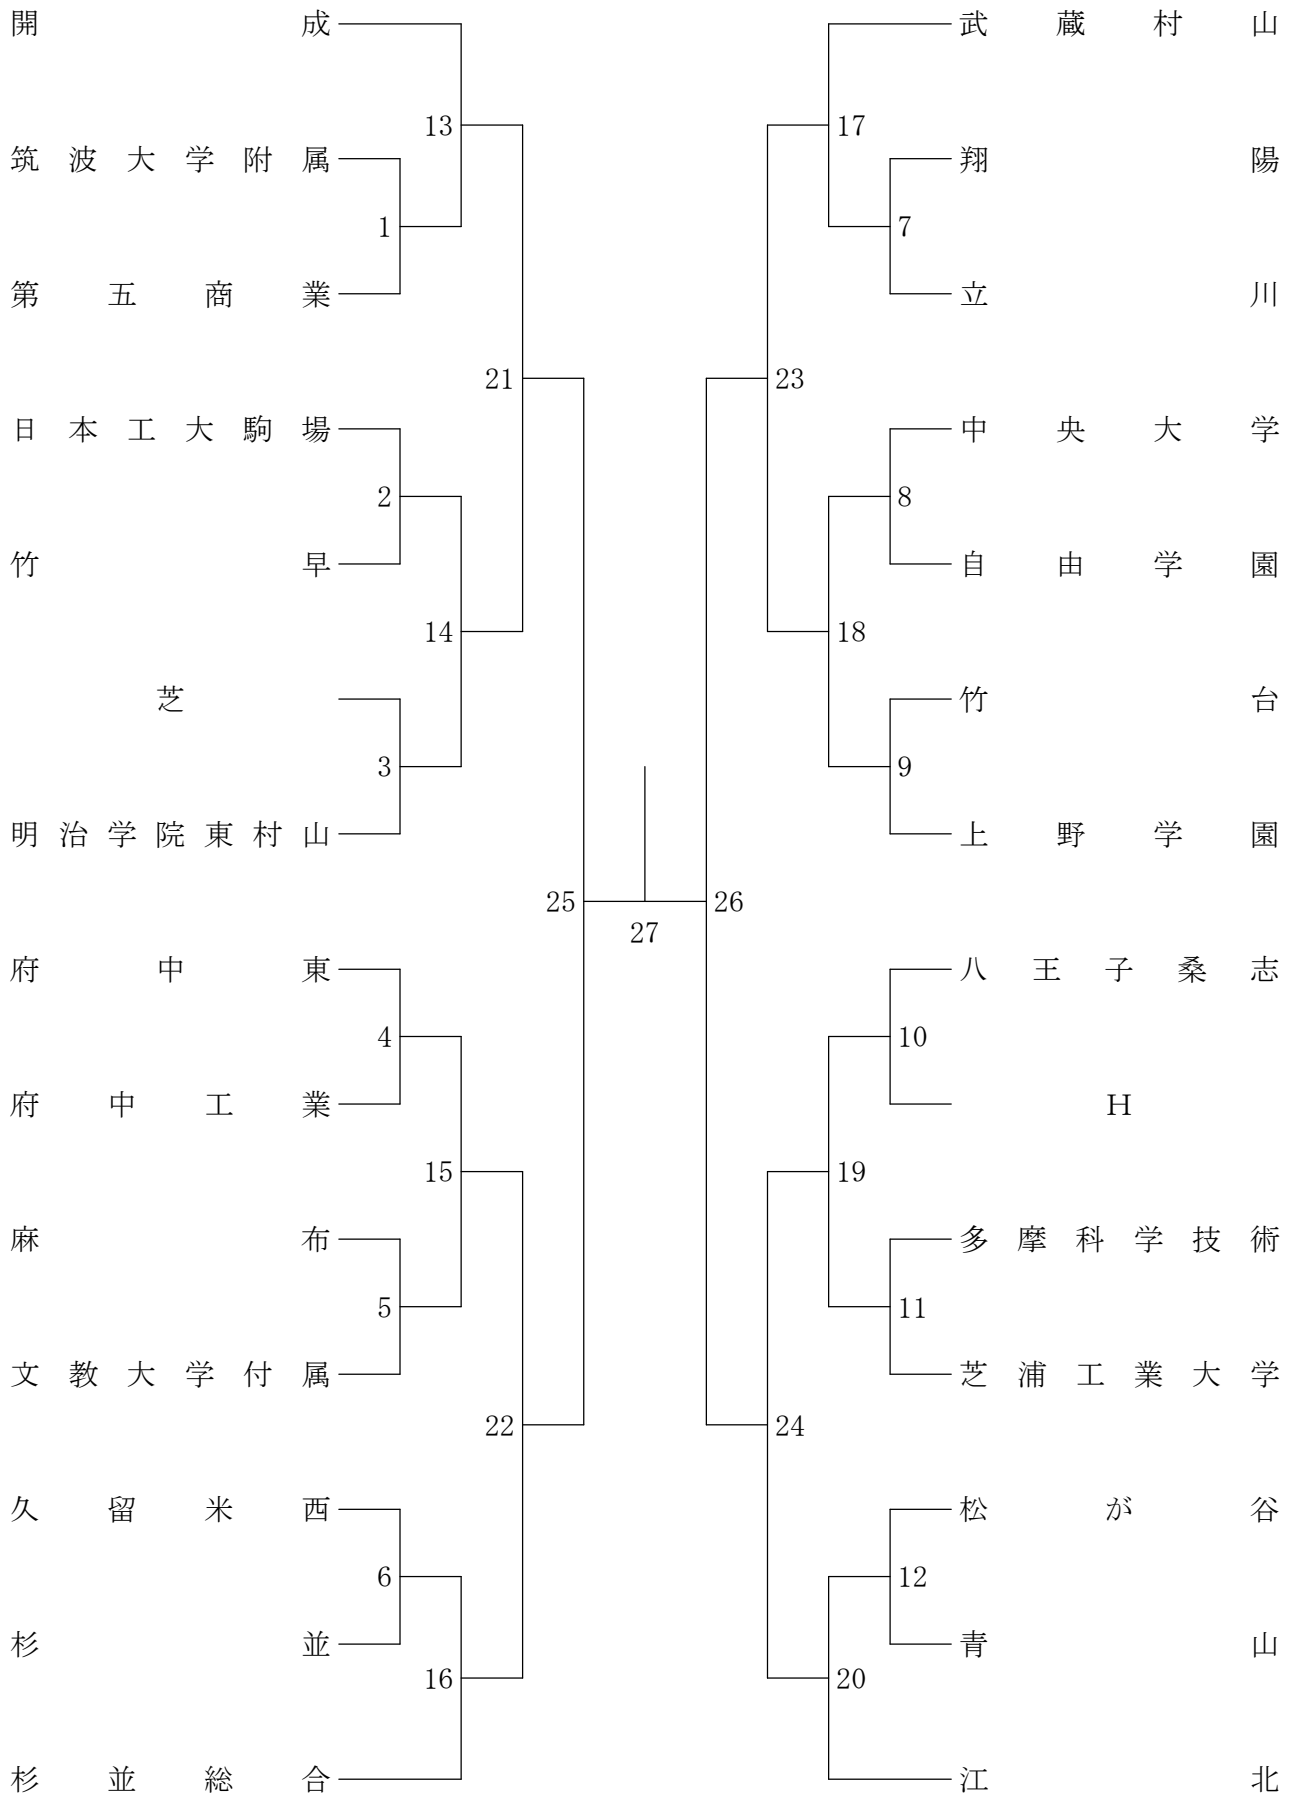 開成
武蔵村山
13
17
筑波大学附属
翔陽
1
7
第五商業
立川
21
23
日本工大駒場
中央大学
2
8
竹早
自由学園
14
18
芝
竹台
3
9
明治学院東村山
上野学園
25
26
27
府中東
八王子桑志
4
10
府中工業
H
15
19
麻布
多摩科学技術
5
11
文教大学付属
芝浦工業大学
22
24
久留米西
松が谷
6
12
杉並
青山
16
20
杉並総合
江北